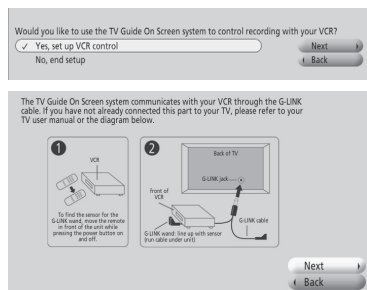 Would you like to use the TV Guide On Screen system to control recording with your VCR?
✓ Yes, set up VCR control
Next
No, end setup
Back
The TV Guide On Screen system communicates with your VCR through the G-LINK
cable. If you have not already connected this part to your TV, please refer to your
TV user manual or the diagram below.
1
VCR
To find the sensor for the
G-LINK wand, move the remote
in front of the unit while
pressing the power button on
and off.
2
Back of TV
G-LINK jack
front of
VCR
G-LINK cable
G-LINK wand: line up with sensor
(run cable under unit)
Next
Back